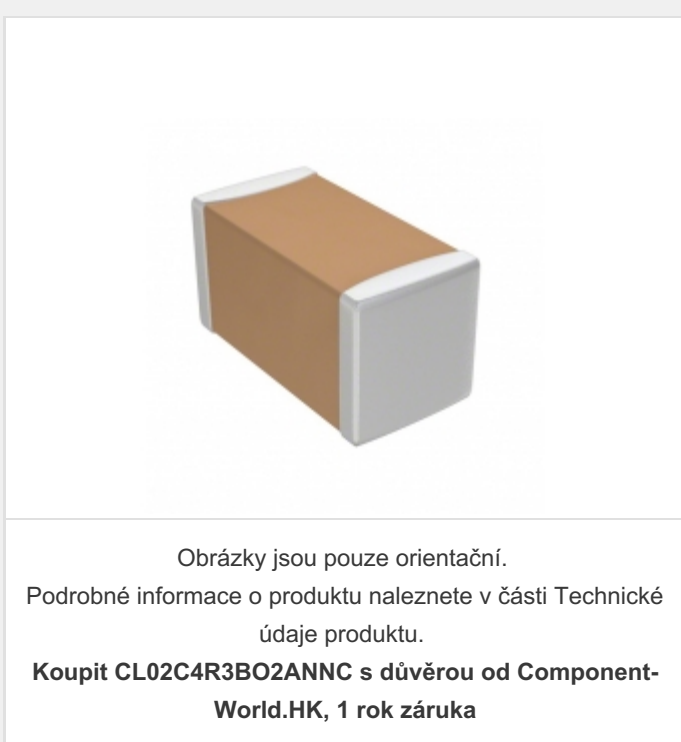 Obrázky jsou pouze orientační.
Podrobné informace o produktu naleznete v části Technické
údaje produktu.
Koupit CL02C4R3BO2ANNC s důvěrou od Component-
World.HK, 1 rok záruka